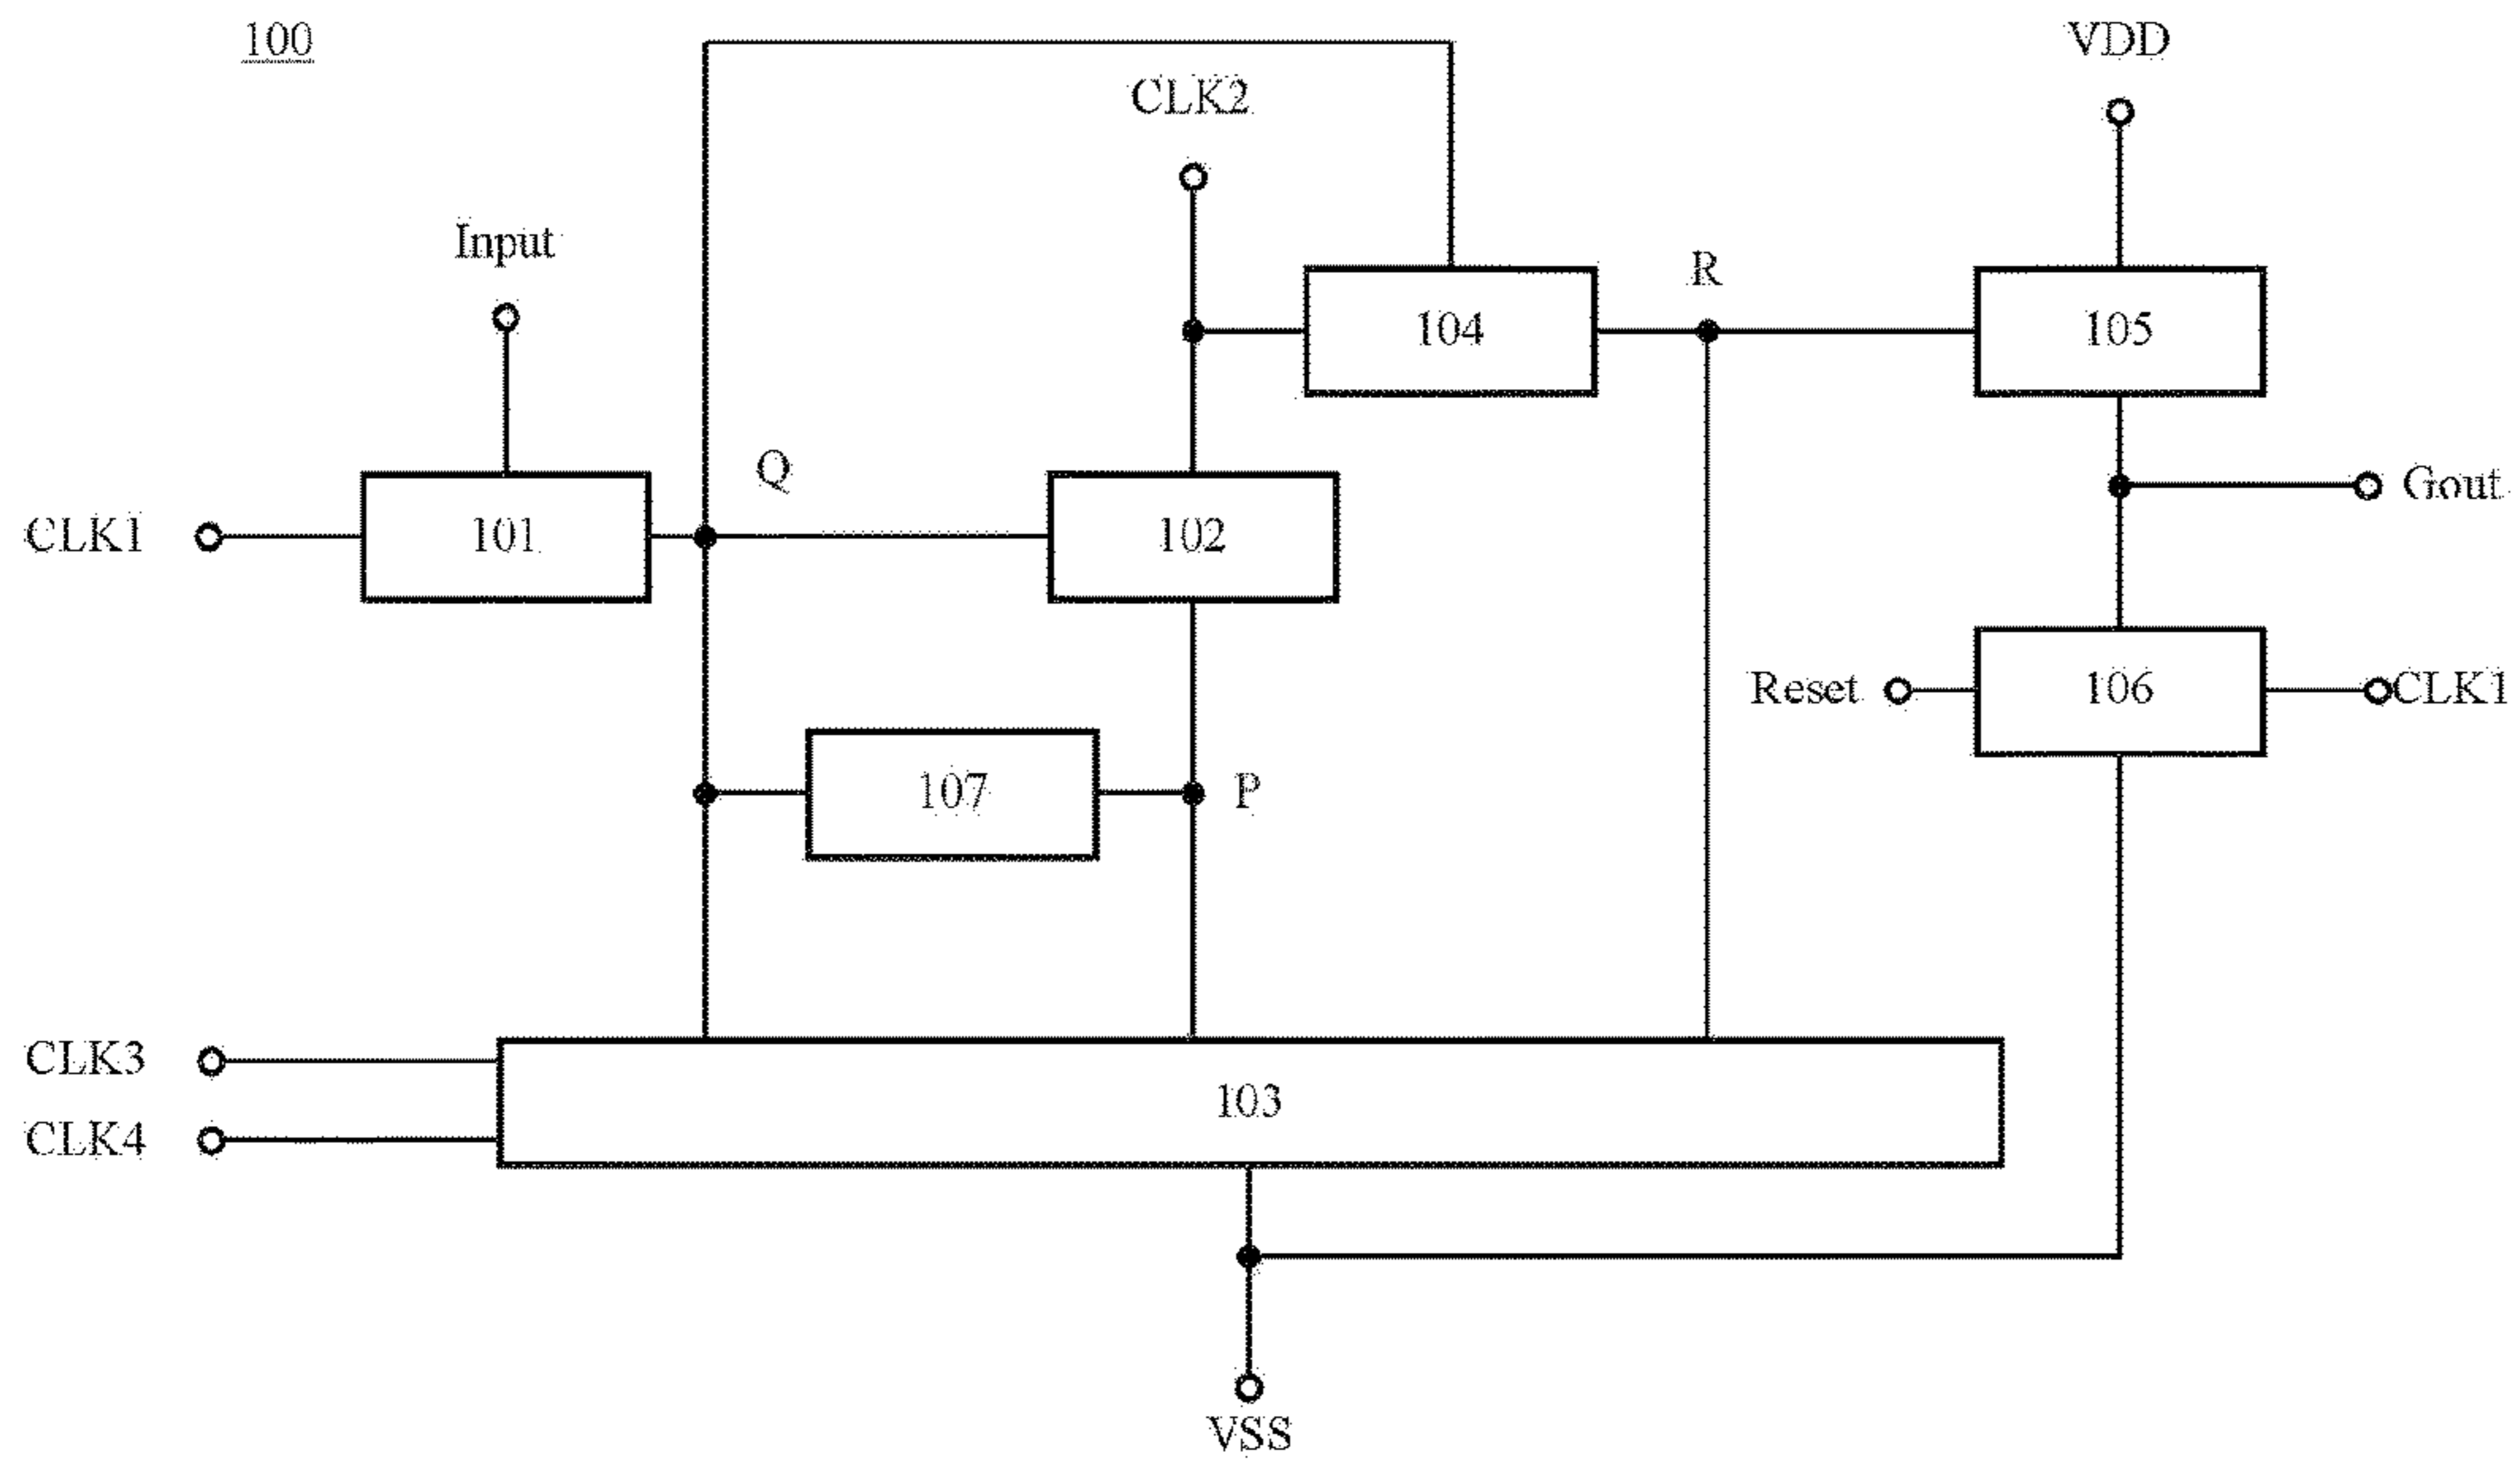 100
VDD
CLK2
Input
R
104
105
Q
Gout
CLK1
101
102
Reset
106
CLK1
107
P
CLK3
103
CLK4
VSS